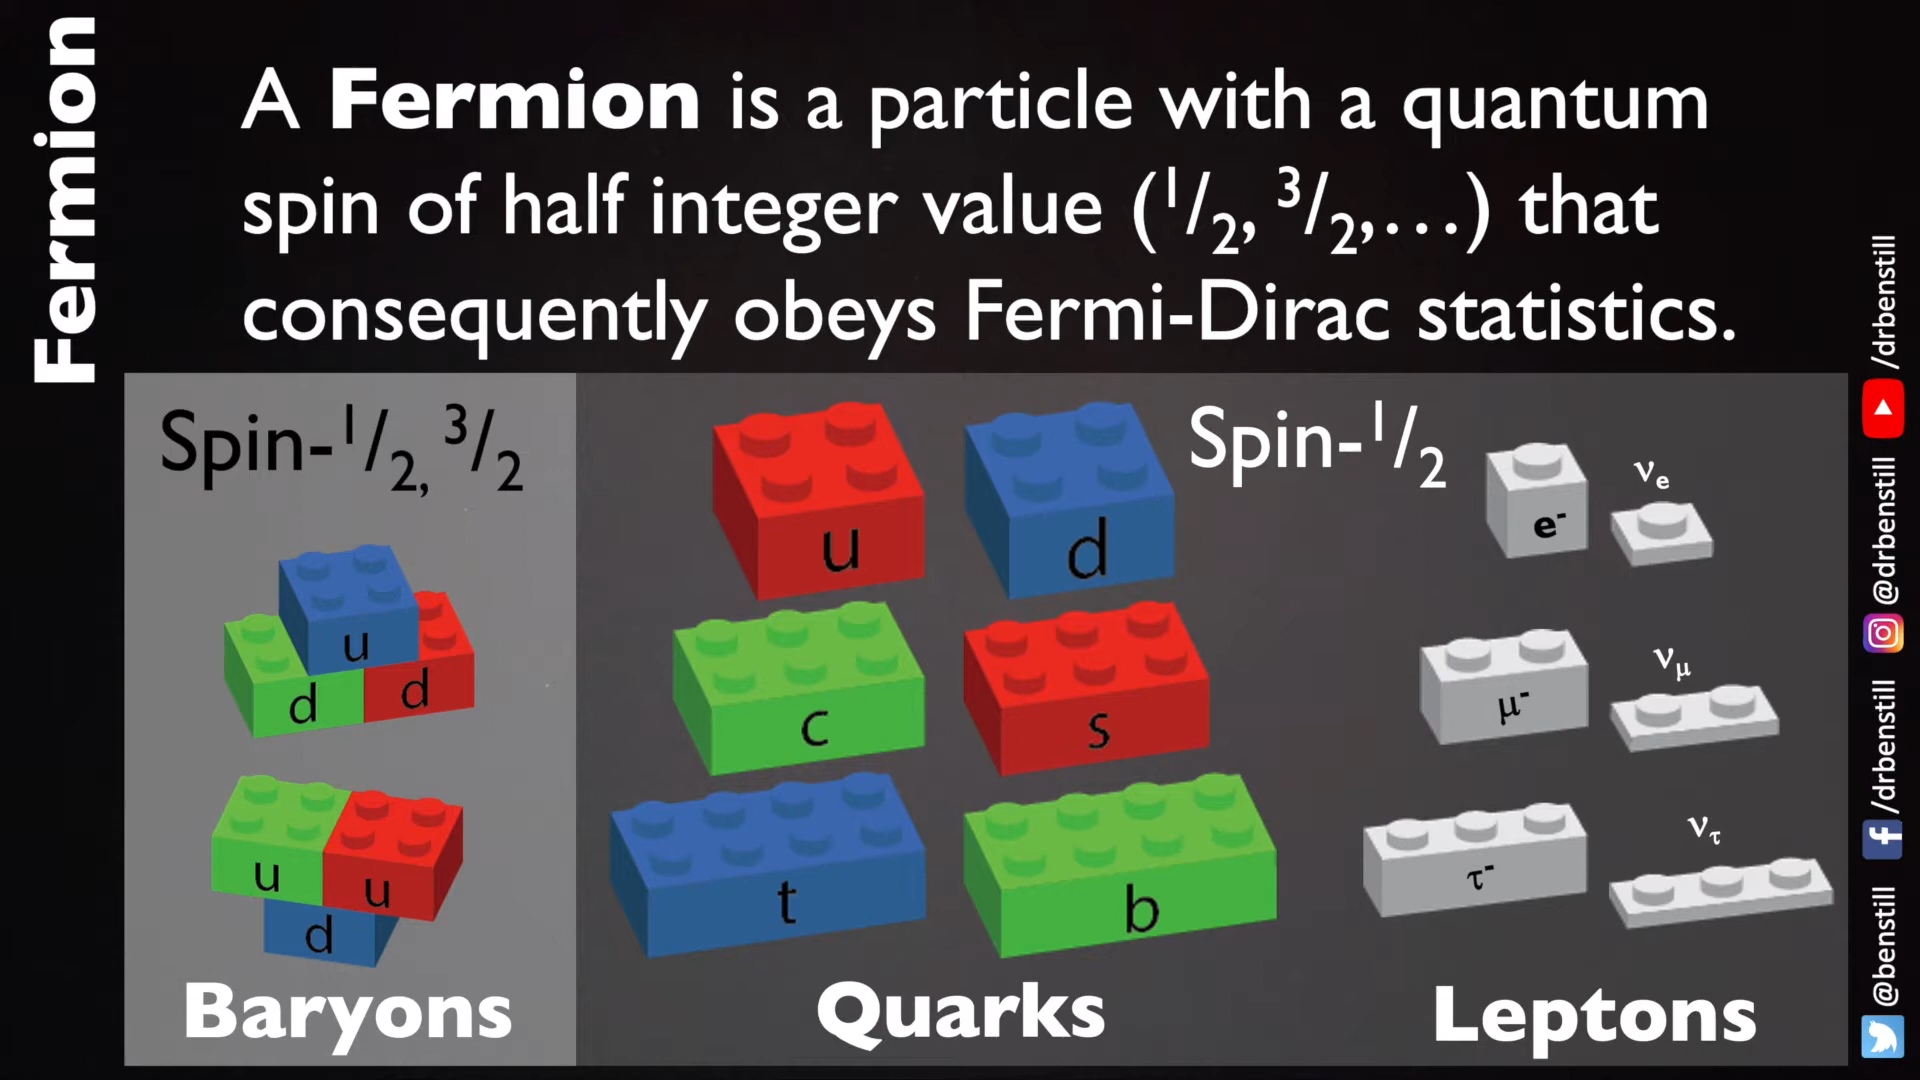 Fermion
A Fermion is a particle with a quantum
spin of half integer value (1/2, 3/2,…) that
consequently obeys Fermi-Dirac statistics.
Spin-1/2, 3/2
u
d d
u u
d
Baryons
Spin-1/2
u d
c s
t b
Quarks
e- νe
μ- νμ
τ- ντ
Leptons
/drbenstill
@drbenstill
/drbenstill
@benstill